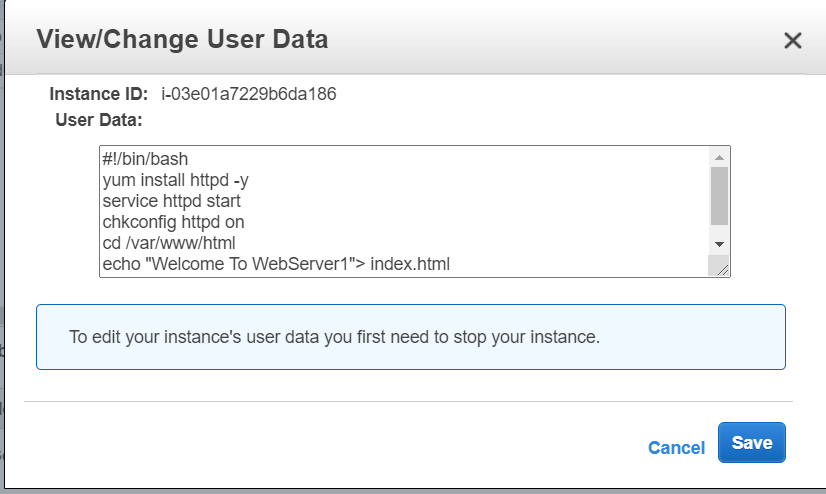 View/Change User Data
Instance ID: i-03e01a7229b6da186
User Data:
#!/bin/bash
yum install httpd -y
service httpd start
chkconfig httpd on
cd /var/www/html
echo "Welcome To WebServer1"> index.html
To edit your instance's user data you first need to stop your instance.
Cancel Save